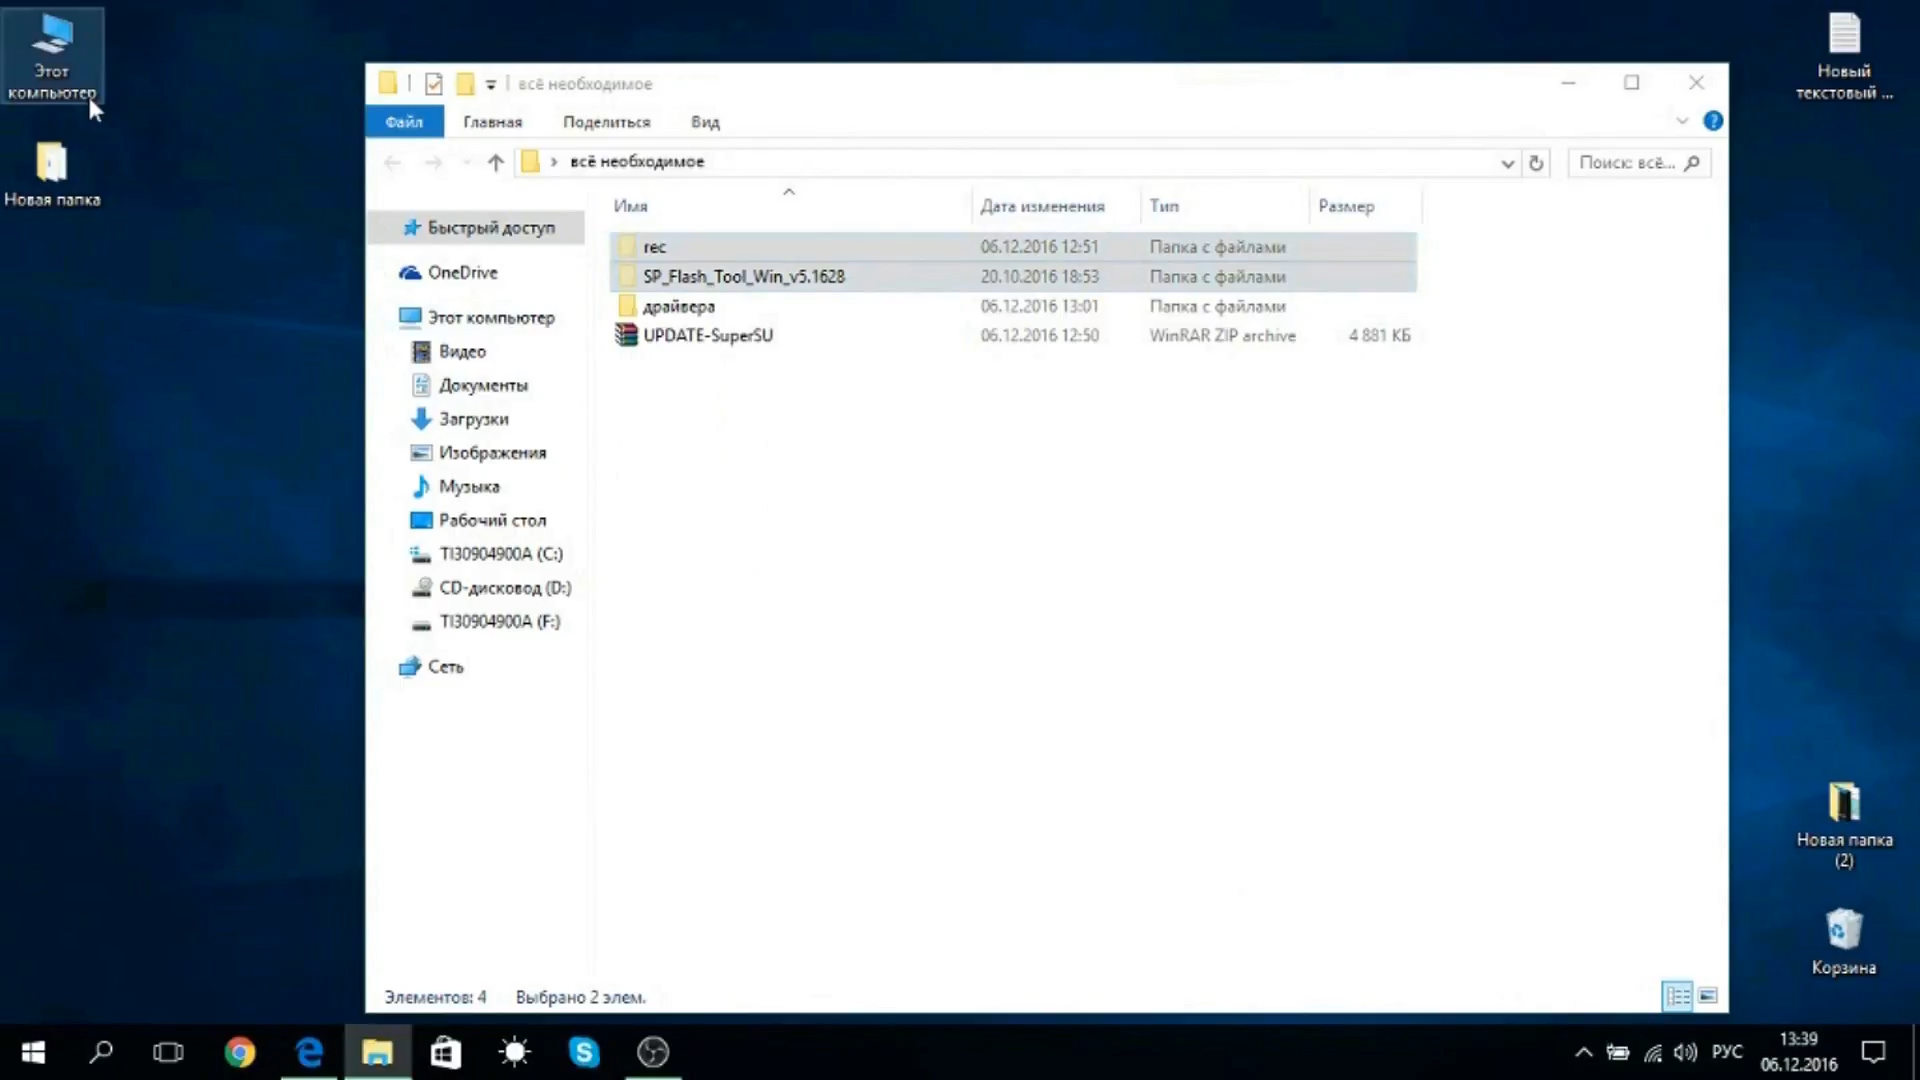 Этот
компьютер
Новая папка
всё необходимое
Файл Главная Поделиться Вид
?
всё необходимое
Поиск: всё...
Имя Дата изменения Тип Размер
rec 06.12.2016 12:51 Папка с файлами
SP_Flash_Tool_Win_v5.1628 20.10.2016 18:53 Папка с файлами
драйвера 06.12.2016 13:01 Папка с файлами
UPDATE-SuperSU 06.12.2016 12:50 WinRAR ZIP archive 4 881 КБ
Быстрый доступ
OneDrive
Этот компьютер
Видео
Документы
Загрузки
Изображения
Музыка
Рабочий стол
TI30904900A (C:)
CD-дисковод (D:)
TI30904900A (F:)
Сеть
Элементов: 4 Выбрано 2 элем.
Новый
текстовый ...
Новая папка
(2)
Корзина
РУС
13:39
06.12.2016